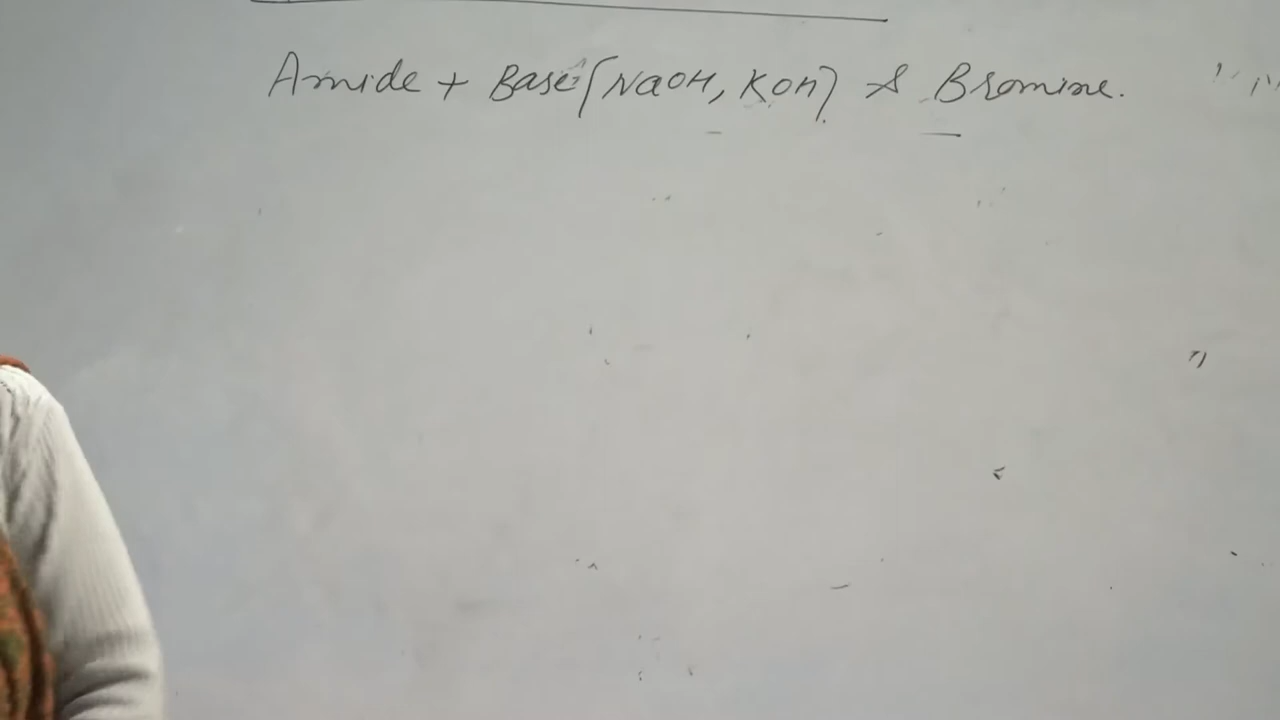 Amide + Base (NaOH, KOH) & Bromine.